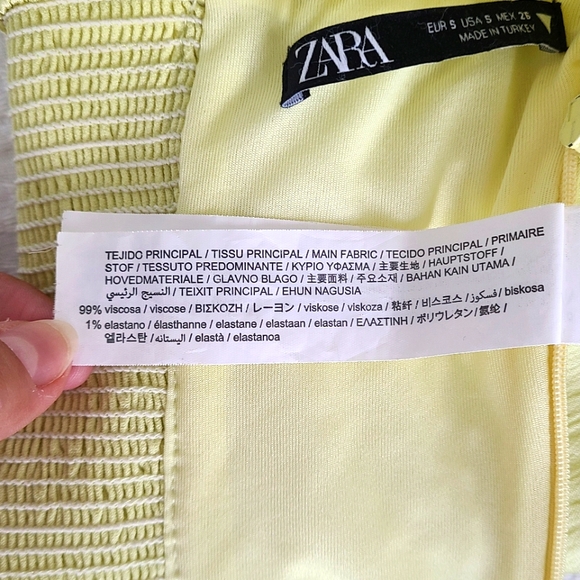 ZARA
EUR S USA S MEX 26
MADE IN TURKEY
TEJIDO PRINCIPAL / TISSU PRINCIPAL / MAIN FABRIC / TECIDO PRINCIPAL / PRIMAIRE
STOF / TESSUTO PREDOMINANTE / ΚΥΡΙΟ ΥΦΑΣΜΑ / 主要生地 / HAUPTSTOFF /
HOVEDMATERIALE / GLAVNO BLAGO / 主要面料 / 주요소재 / BAHAN KAIN UTAMA /
النسيج الرئيسي / TEIXIT PRINCIPAL / EHUN NAGUSIA
99% viscosa / viscose / ΒΙΣΚΟΖΗ / レーヨン / viskose / viskoza / 粘纤 / 비스코스 / فسكوز / biskosa
1% elastano / élasthanne / elastane / elastaan / elastan / ΕΛΑΣΤΙΝΗ / ポリウレタン / 氨纶 /
엘라스탄 / اليستانه / elastà / elastanoa